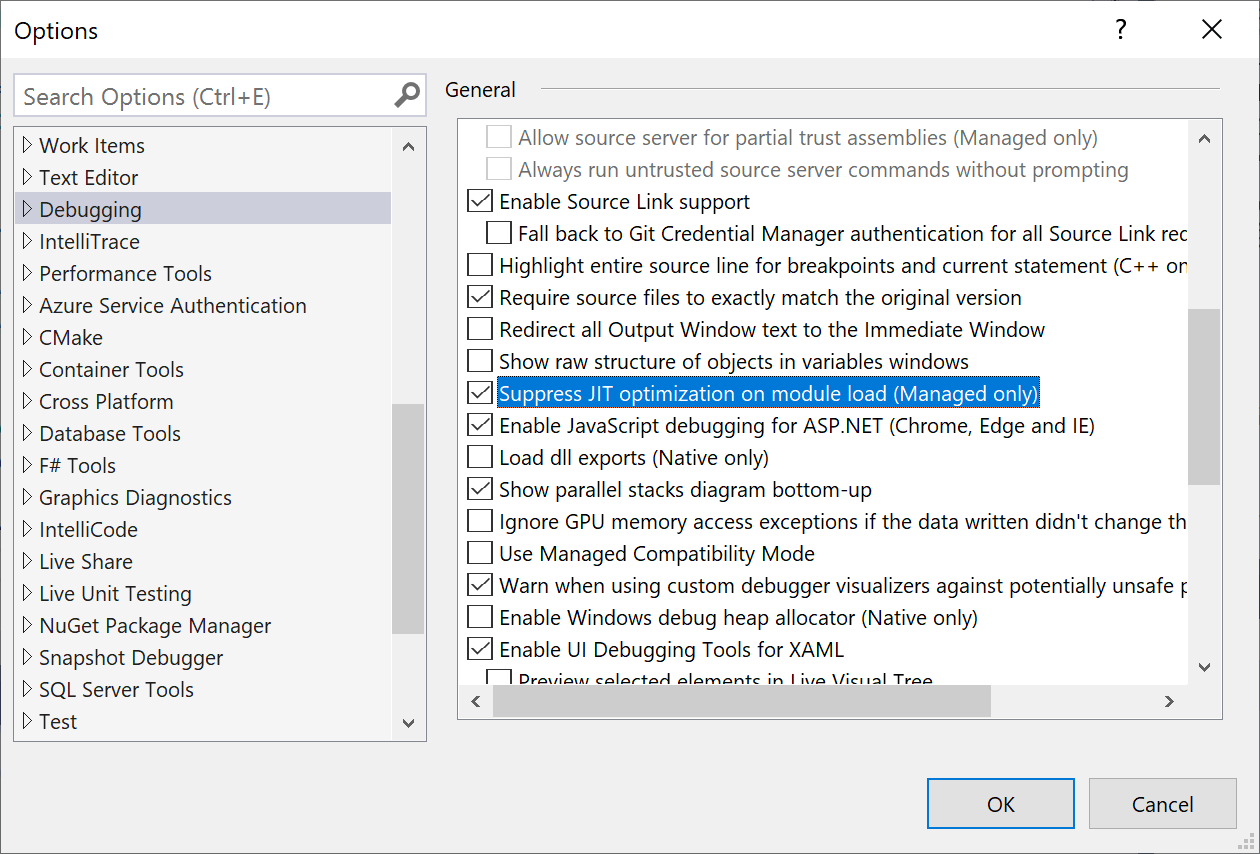 Options
?
Search Options (Ctrl+E)
Work Items
Text Editor
Debugging
IntelliTrace
Performance Tools
Azure Service Authentication
CMake
Container Tools
Cross Platform
Database Tools
F# Tools
Graphics Diagnostics
IntelliCode
Live Share
Live Unit Testing
NuGet Package Manager
Snapshot Debugger
SQL Server Tools
Test
General
Allow source server for partial trust assemblies (Managed only)
Always run untrusted source server commands without prompting
Enable Source Link support
Fall back to Git Credential Manager authentication for all Source Link rec
Highlight entire source line for breakpoints and current statement (C++ on
Require source files to exactly match the original version
Redirect all Output Window text to the Immediate Window
Show raw structure of objects in variables windows
Suppress JIT optimization on module load (Managed only)
Enable JavaScript debugging for ASP.NET (Chrome, Edge and IE)
Load dll exports (Native only)
Show parallel stacks diagram bottom-up
Ignore GPU memory access exceptions if the data written didn't change th
Use Managed Compatibility Mode
Warn when using custom debugger visualizers against potentially unsafe p
Enable Windows debug heap allocator (Native only)
Enable UI Debugging Tools for XAML
Preview selected elements in Live Visual Tree
OK
Cancel